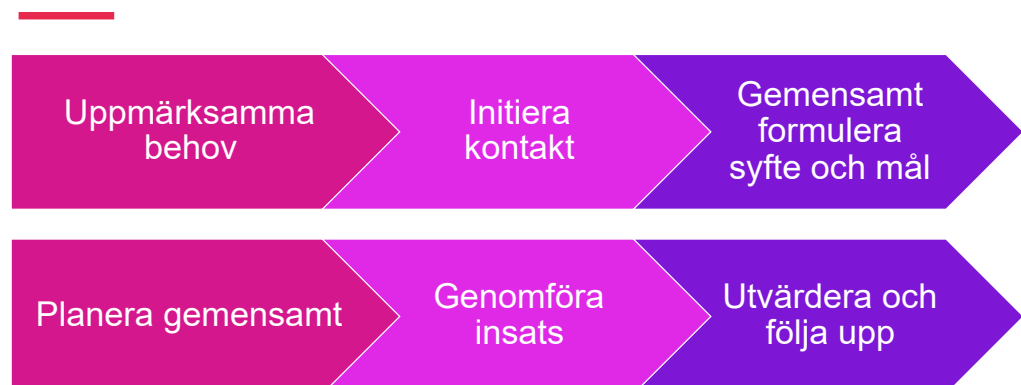 Uppmärksamma
behov
Initiera
kontakt
Gemensamt
formulera
syfte och mål
Planera gemensamt
Genomföra
insats
Utvärdera och
följa upp